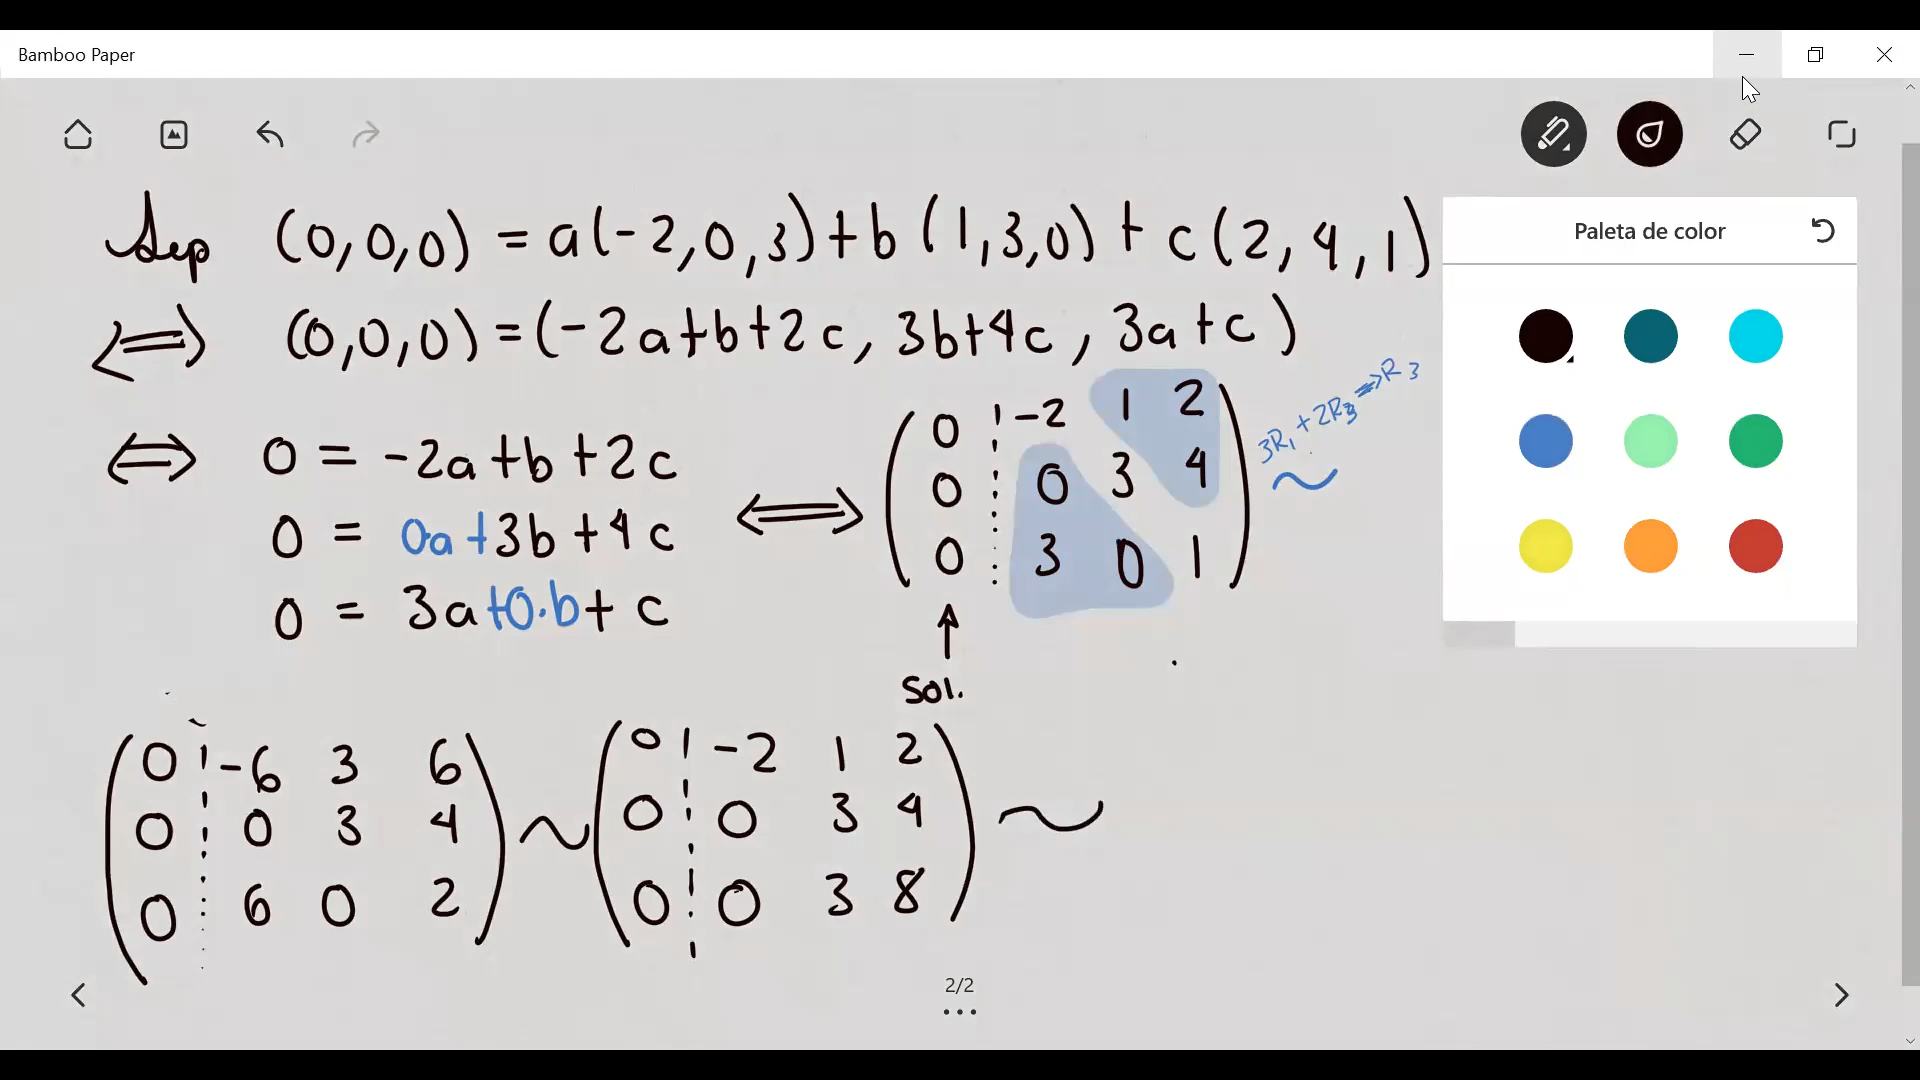 Bamboo Paper
Sup (0,0,0) = a(-2,0,3)+b(1,3,0)+c(2,4,1)
⟺ (0,0,0)=(-2a+b+2c, 3b+4c, 3a+c)
⟺ 0 = -2a+b+2c
0 = 0a+3b+4c
0 = 3a+0·b+c
⟺
0 ¦ -2 1 2
0 ¦ 0 3 4
0 ¦ 3 0 1
3R₁+2R₃⟹R3
~
↑
Sol.
0 ¦ -6 3 6
0 ¦ 0 3 4
0 ¦ 6 0 2
~
0 ¦ -2 1 2
0 ¦ 0 3 4
0 ¦ 0 3 8
~
Paleta de color
2/2